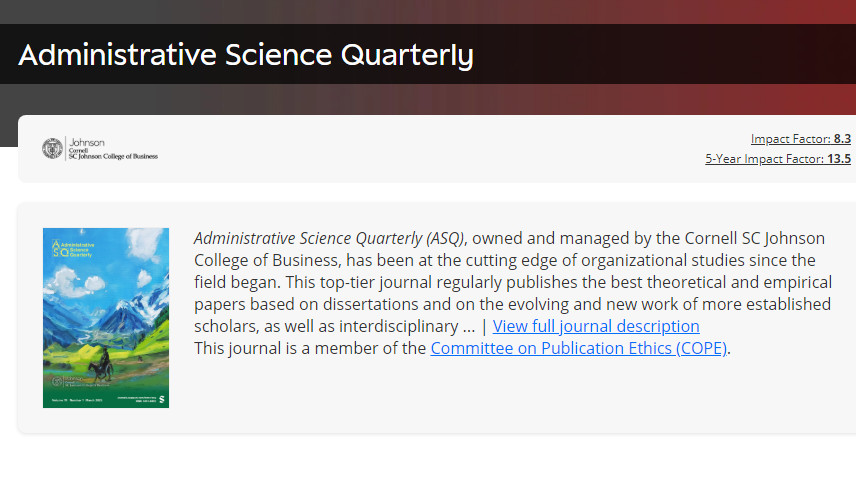 Administrative Science Quarterly
Johnson
Cornell
SC Johnson College of Business
Impact Factor: 8.3
5-Year Impact Factor: 13.5
Administrative
Science
Quarterly
Administrative Science Quarterly (ASQ), owned and managed by the Cornell SC Johnson
College of Business, has been at the cutting edge of organizational studies since the
field began. This top-tier journal regularly publishes the best theoretical and empirical
papers based on dissertations and on the evolving and new work of more established
scholars, as well as interdisciplinary ... | View full journal description
This journal is a member of the Committee on Publication Ethics (COPE).